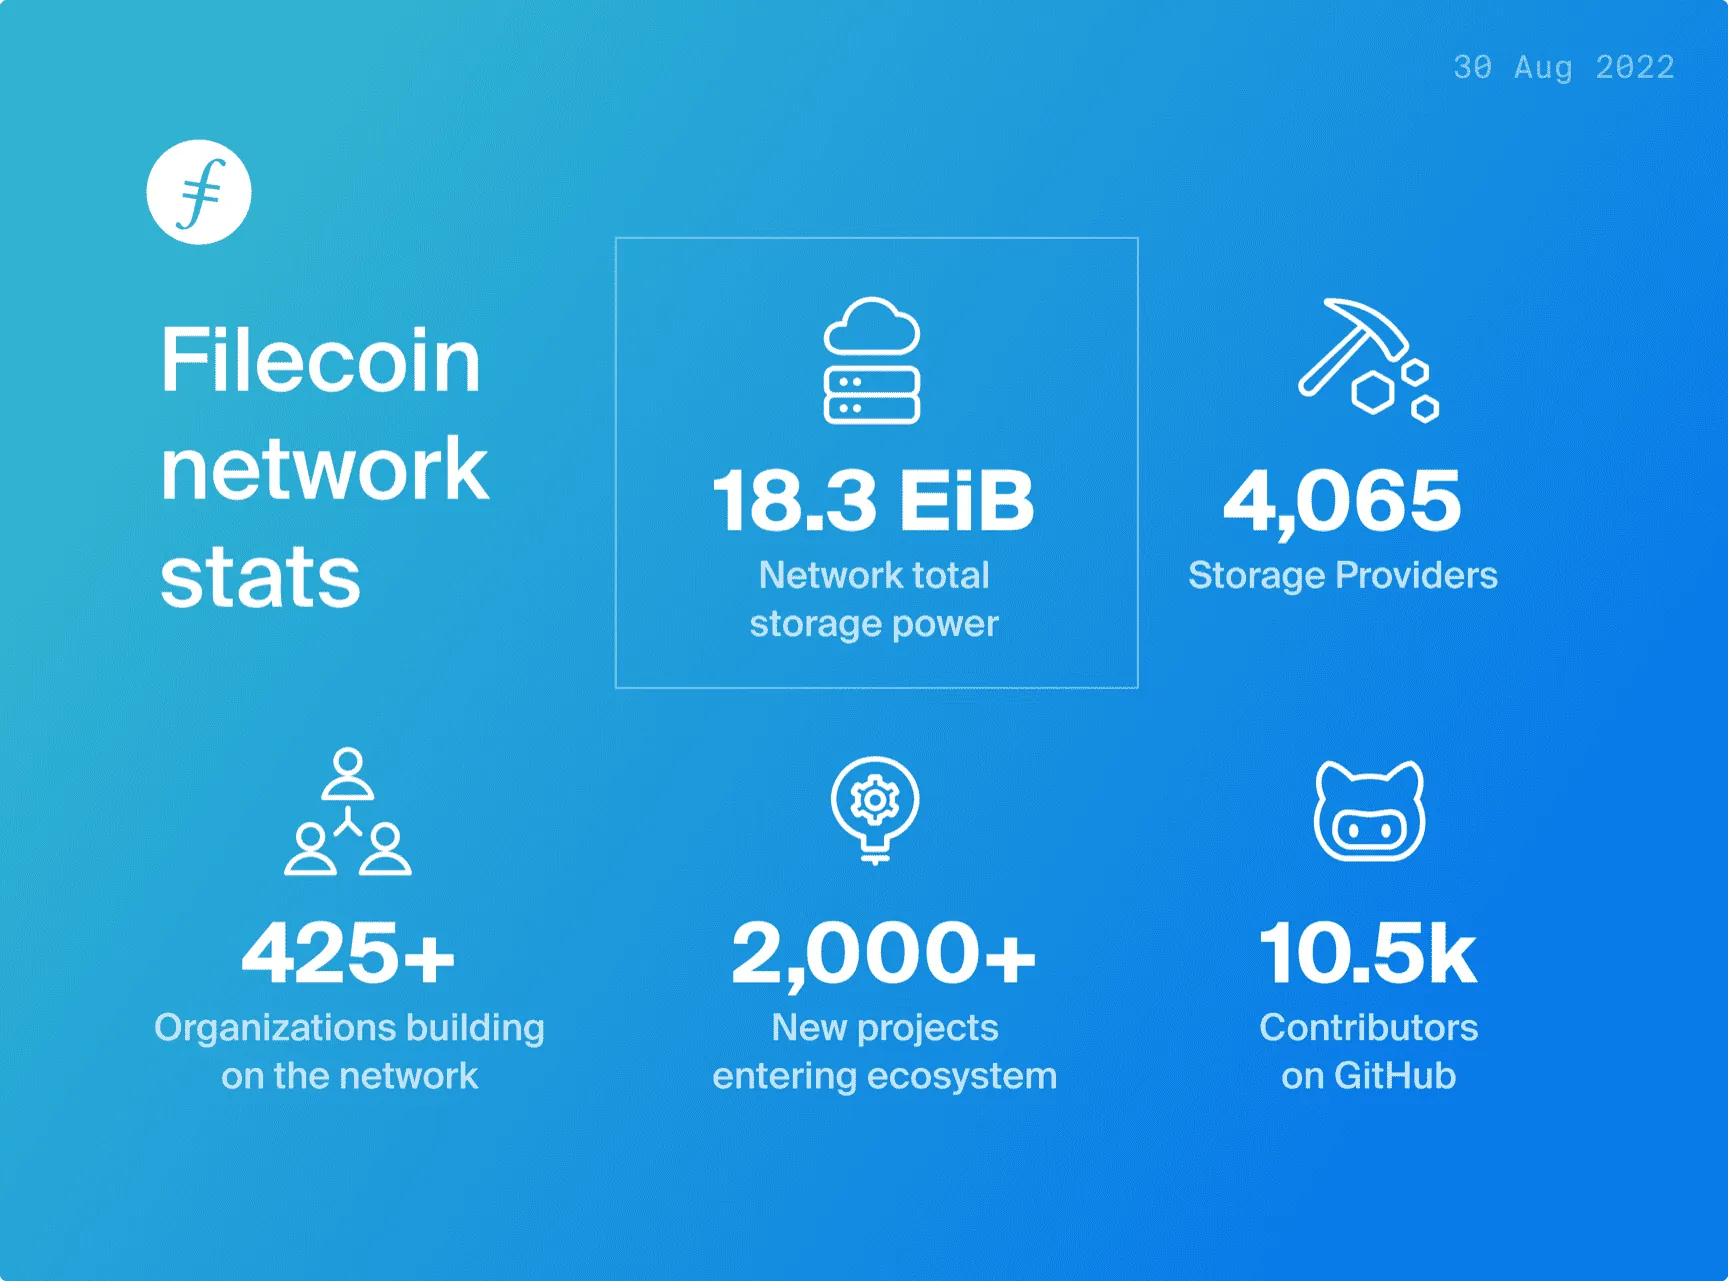 30 Aug 2022
Filecoin
network
stats
18.3 EiB
Network total
storage power
4,065
Storage Providers
425+
Organizations building
on the network
2,000+
New projects
entering ecosystem
10.5k
Contributors
on GitHub